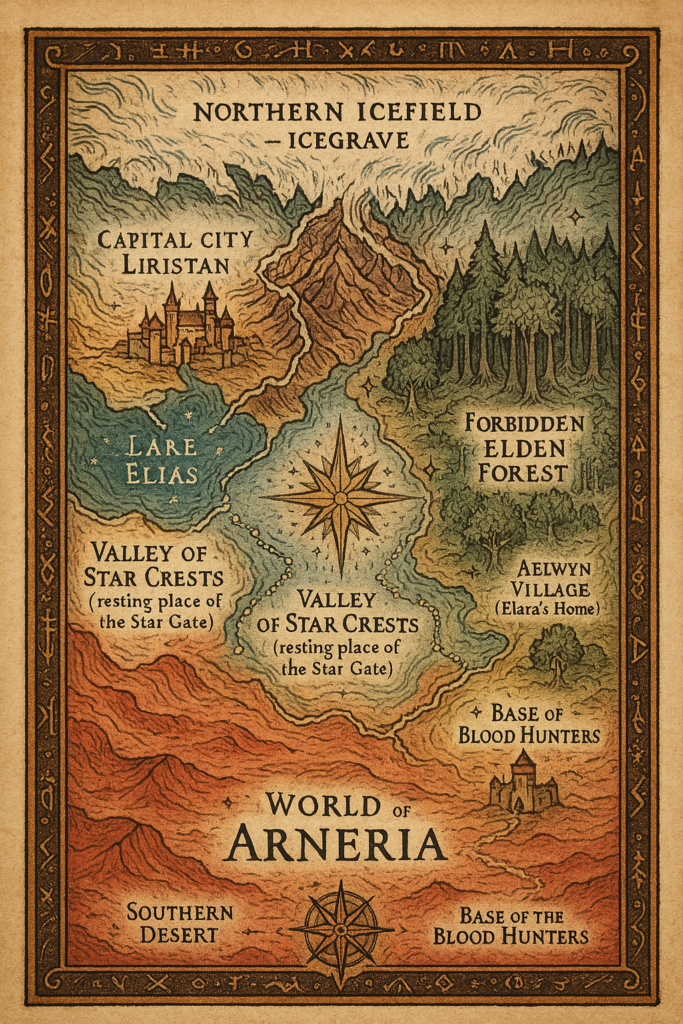 NORTHERN ICEFIELD
– ICEGRAVE
CAPITAL CITY
LIRISTAN
FORBIDDEN
ELDEN
FOREST
LARE
ELIAS
VALLEY OF
STAR CRESTS
(resting place of
the Star Gate)
VALLEY
OF STAR CRESTS
(resting place of
the Star Gate)
AELWYN
VILLAGE
(Elara's Home)
BASE OF
BLOOD HUNTERS
WORLD OF
ARNERIA
SOUTHERN
DESERT
BASE OF THE
BLOOD HUNTERS